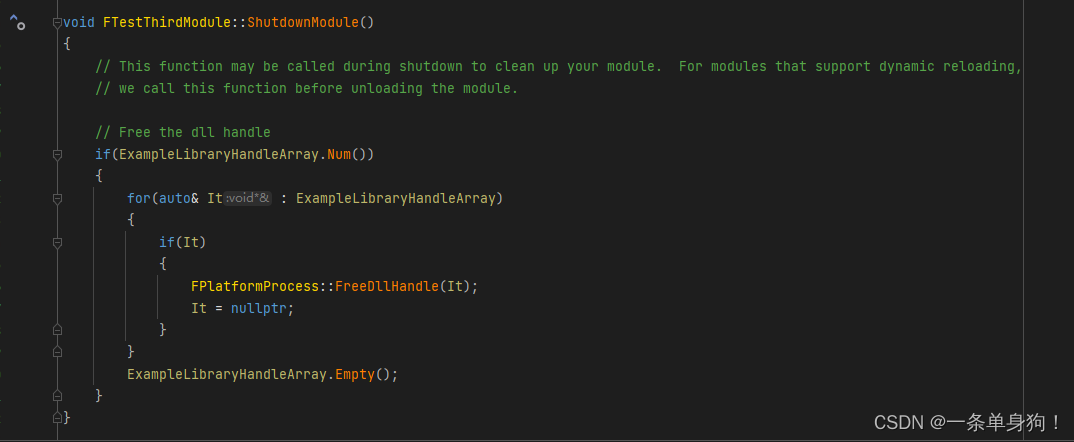 void FTestThirdModule::ShutdownModule()
{
    // This function may be called during shutdown to clean up your module.  For modules that support dynamic reloading,
    // we call this function before unloading the module.
    // Free the dll handle
    if(ExampleLibraryHandleArray.Num())
    {
        for(auto& It:void*& : ExampleLibraryHandleArray)
        {
            if(It)
            {
                FPlatformProcess::FreeDllHandle(It);
                It = nullptr;
            }
        }
        ExampleLibraryHandleArray.Empty();
    }
}
CSDN @一条单身狗！